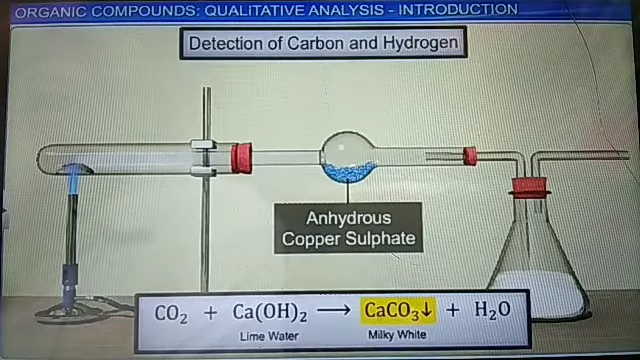 ORGANIC COMPOUNDS: QUALITATIVE ANALYSIS - INTRODUCTION
Detection of Carbon and Hydrogen
Anhydrous
Copper Sulphate
CO₂ + Ca(OH)₂ ⟶ CaCO₃↓ + H₂O
Lime Water Milky White